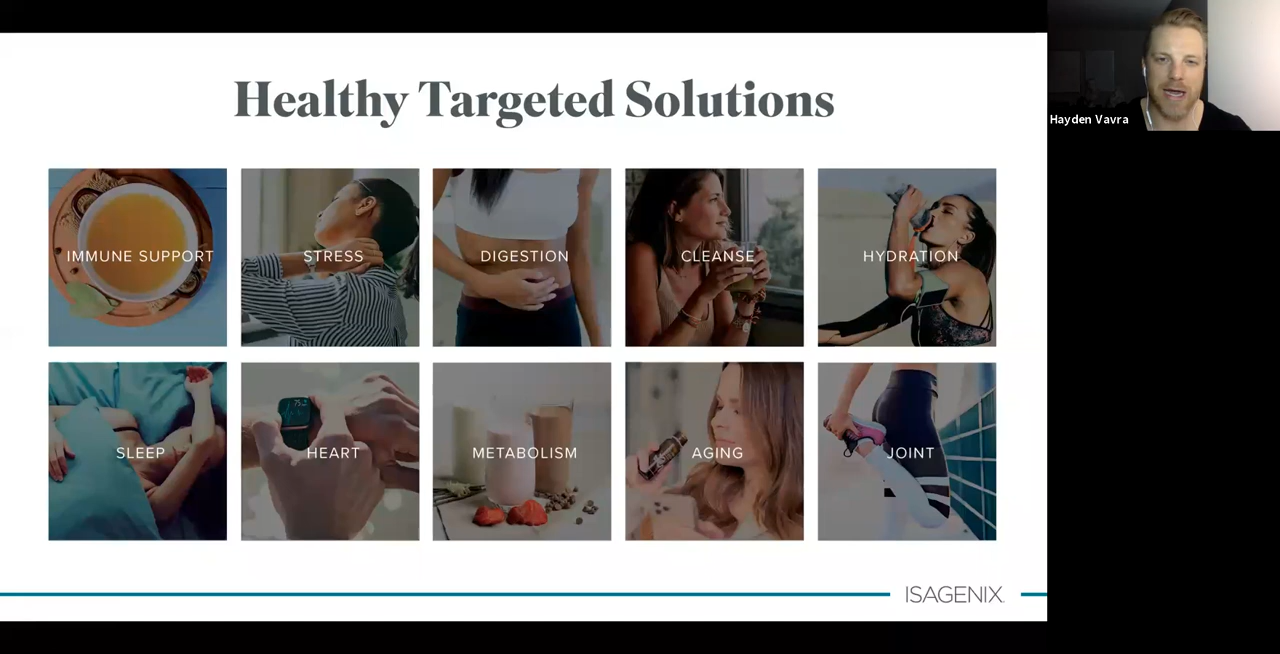 Healthy Targeted Solutions
Hayden Vavra
IMMUNE SUPPORT
STRESS
DIGESTION
CLEANSE
HYDRATION
SLEEP
HEART
METABOLISM
AGING
JOINT
ISAGENIX